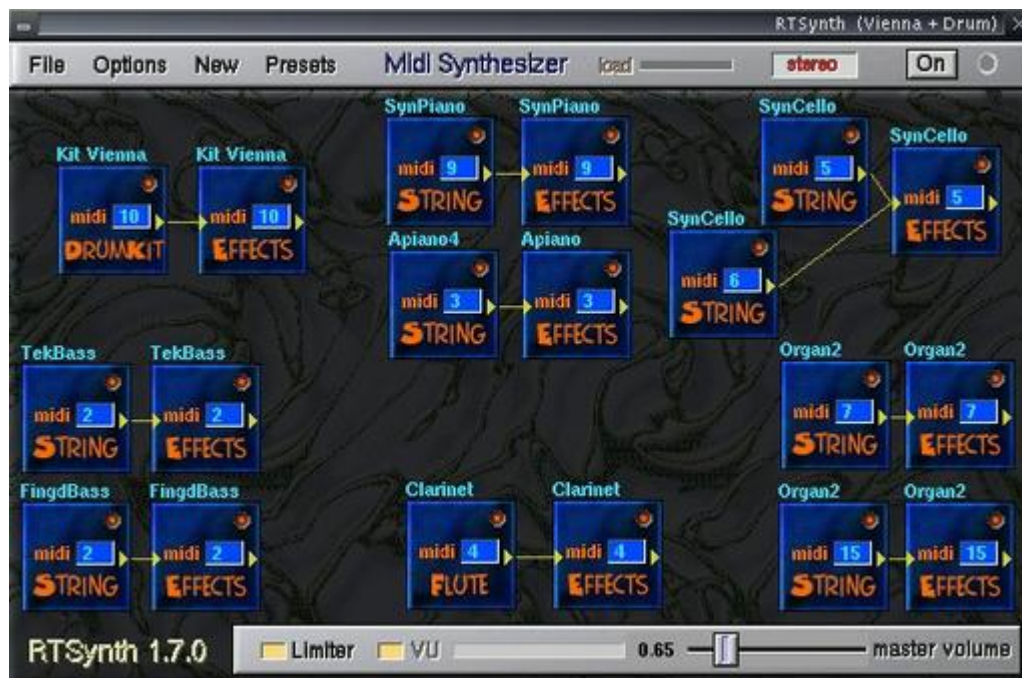 RTSynth (Vienna + Drum)
File Options New Presets Midi Synthesizer load stereo On
SynPiano SynPiano SynCello
midi 9 midi 9 midi 5
STRING EFFECTS STRING
SynCello
midi 5
EFFECTS
Kit Vienna Kit Vienna
midi 10 midi 10
DRUMKIT EFFECTS
SynCello
midi 6
STRING
Apiano4 Apiano
midi 3 midi 3
STRING EFFECTS
TekBass TekBass Organ2 Organ2
midi 2 midi 2 midi 7 midi 7
STRING EFFECTS STRING EFFECTS
FingdBass FingdBass Clarinet Clarinet Organ2 Organ2
midi 2 midi 2 midi 4 midi 4 midi 15 midi 15
STRING EFFECTS FLUTE EFFECTS STRING EFFECTS
RTSynth 1.7.0 Limiter VU 0.65 master volume